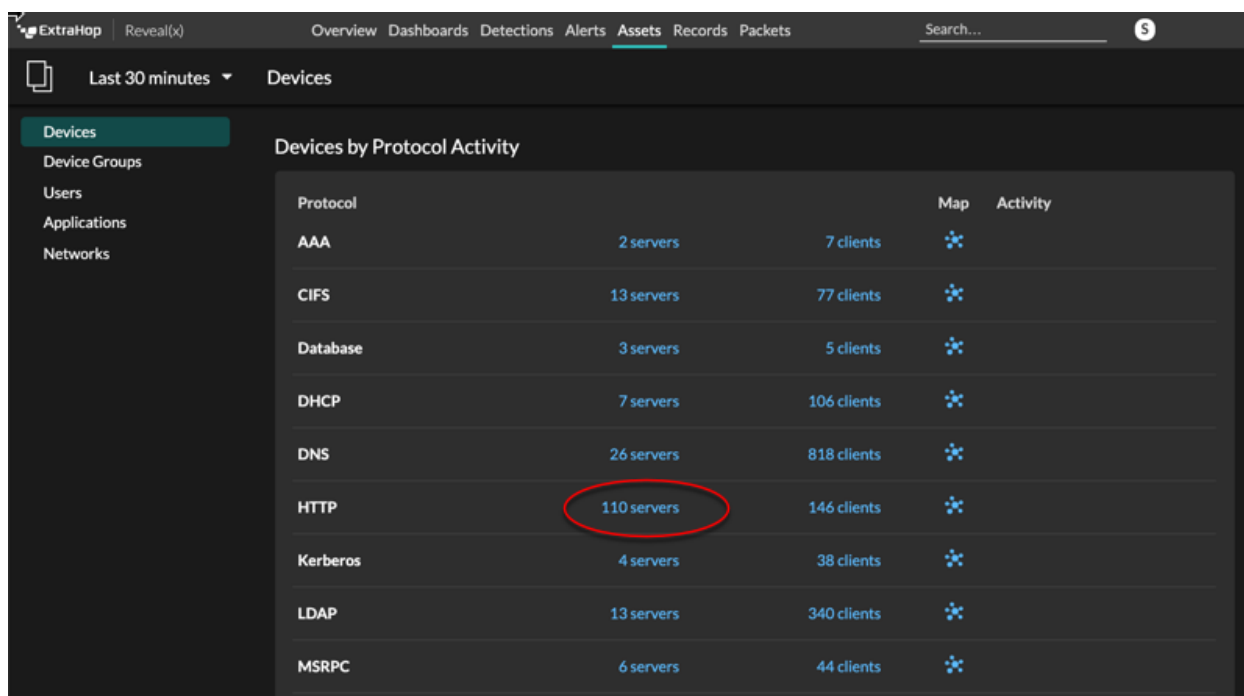 ExtraHop Reveal(x) Overview Dashboards Detections Alerts Assets Records Packets Search... S
Last 30 minutes Devices
Devices
Device Groups
Users
Applications
Networks
Devices by Protocol Activity
Protocol Map Activity
AAA 2 servers 7 clients
CIFS 13 servers 77 clients
Database 3 servers 5 clients
DHCP 7 servers 106 clients
DNS 26 servers 818 clients
HTTP 110 servers 146 clients
Kerberos 4 servers 38 clients
LDAP 13 servers 340 clients
MSRPC 6 servers 44 clients